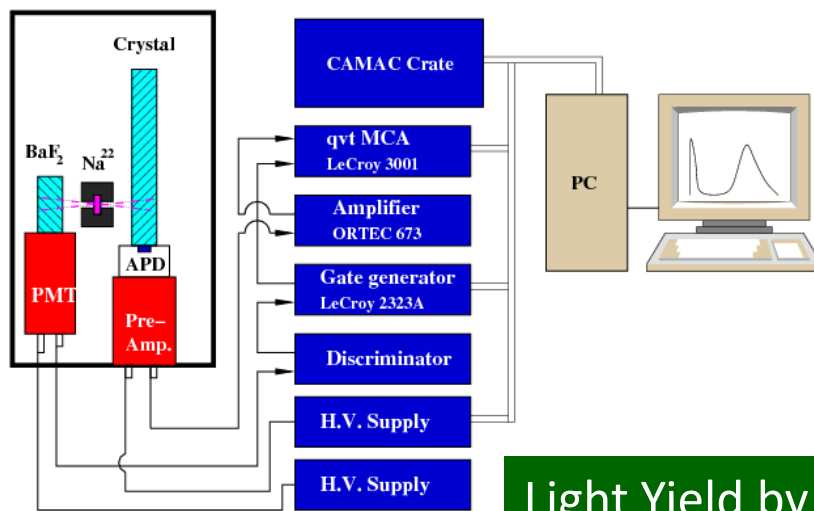 Crystal
BaF₂
Na²²
APD
PMT
Pre-
Amp.
CAMAC Crate
qvt MCA
LeCroy 3001
Amplifier
ORTEC 673
Gate generator
LeCroy 2323A
Discriminator
H.V. Supply
H.V. Supply
PC
Light Yield by